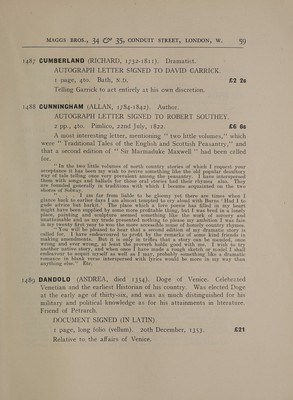 MAGGS BROS., 34 & 35, CONDUIT STREET, LONDON, W. 59
1487 CUMBERLAND (RICHARD, 1732-1811). Dramatist.
AUTOGRAPH LETTER SIGNED TO DAVID GARRICK.
1 page, 4to. Bath, N.D. £2 2s
Telling Garrick to act entirely at his own discretion.
1488 CUNNINGHAM (ALLAN, 1784-1842). Author.
AUTOGRAPH LETTER SIGNED TO ROBERT SOUTHEY.
2 pp., 4to. Pimlico, 22nd July, 1822. £6 6s
A most interesting letter, mentioning " two little volumes," which
were " Traditional Tales of the English and Scottish Peasantry," and
that a second edition of " Sir Marmaduke Maxwell " had been called
for.
" In the two little volumes of north country stories of which I request your
acceptance it has been my wish to revive something like the old popular desultory
way of tale telling once very prevalent among the peasantry. I have interspersed
them with songs and ballads for those oral stories had their rhymes also. They
are founded generally in traditions with which I became acquainted on the two
shores of Solway.
" I am far from liable to be gloomy yet there are times when I
glance back to earlier days I am almost tempted to cry aloud with Burns ' Had I to
gude advice but harkit.' The place which a love poesie has filled in my heart
might have been supplied by some more profitable thing, but I was bred in a lonely
place, painting and sculpture seemed something like the work of sorcery and
unattainable and as my trade presented nothing to poesie my ambition I was fain
in my twenty first year to woo the more accessible muse of homely country rhymes.
" You will be pleased to hear that a second edition of my dramatic story is
called for. I have endeavoured to profit by the remarks of some kind friends in
making amendments. But it is only in trifles that a story can be mended, once
wrong and ever wrong, at least the proverb holds good with me. I wish to try
another native story, and when once I have made a rough sketch or outline I shall
endeavour to acquit myself as well as I may, probably something like a dramatic
romance in blank verse interspersed with lyrics would be more in my way than
anything else." Etc.
1489 DANDOLO (ANDREA, died 1354). Doge of Venice. Celebrated
Venetian and the earliest Historian of his country. Was elected Doge
at the early age of thirty-six, and was as much distinguished for his
military and political knowledge as for his attainments in literature.
Friend of Petrarch.
DOCUMENT SIGNED (IN LATIN).
1 page, long folio (vellum). 20th December, 1353. £21
Relative to the affairs of Venice.